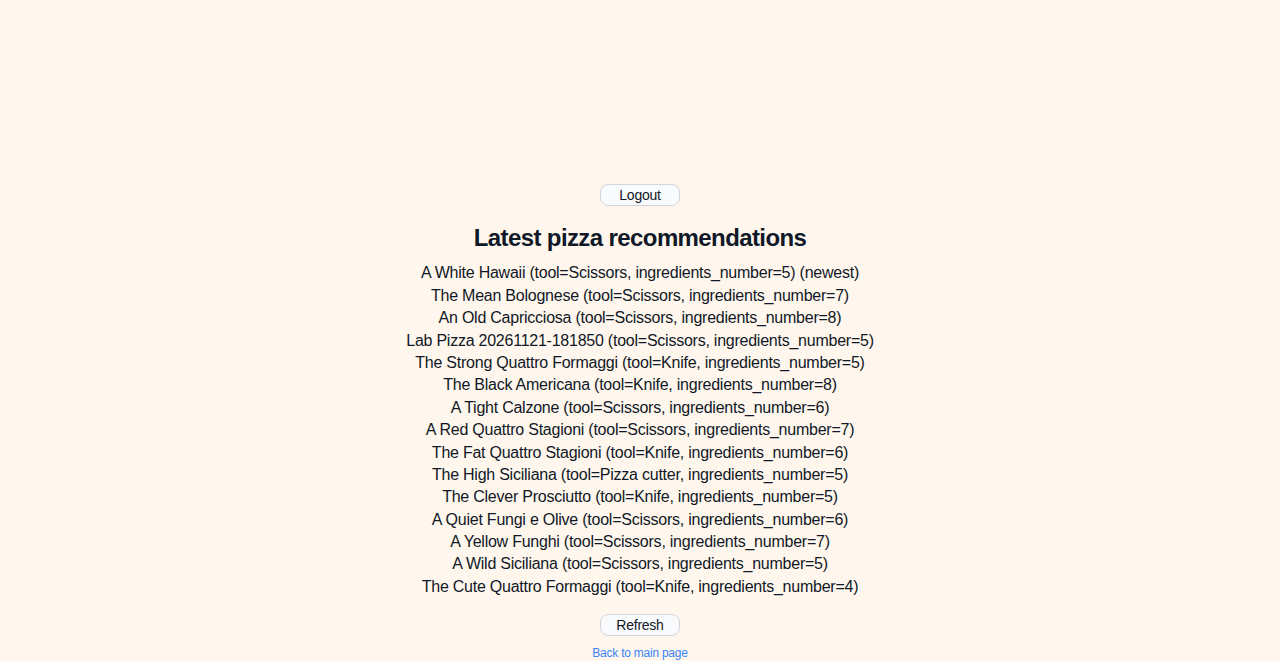 Logout
Latest pizza recommendations
A White Hawaii (tool=Scissors, ingredients_number=5) (newest)
The Mean Bolognese (tool=Scissors, ingredients_number=7)
An Old Capricciosa (tool=Scissors, ingredients_number=8)
Lab Pizza 20261121-181850 (tool=Scissors, ingredients_number=5)
The Strong Quattro Formaggi (tool=Knife, ingredients_number=5)
The Black Americana (tool=Knife, ingredients_number=8)
A Tight Calzone (tool=Scissors, ingredients_number=6)
A Red Quattro Stagioni (tool=Scissors, ingredients_number=7)
The Fat Quattro Stagioni (tool=Knife, ingredients_number=6)
The High Siciliana (tool=Pizza cutter, ingredients_number=5)
The Clever Prosciutto (tool=Knife, ingredients_number=5)
A Quiet Fungi e Olive (tool=Scissors, ingredients_number=6)
A Yellow Funghi (tool=Scissors, ingredients_number=7)
A Wild Siciliana (tool=Scissors, ingredients_number=5)
The Cute Quattro Formaggi (tool=Knife, ingredients_number=4)
Refresh
Back to main page